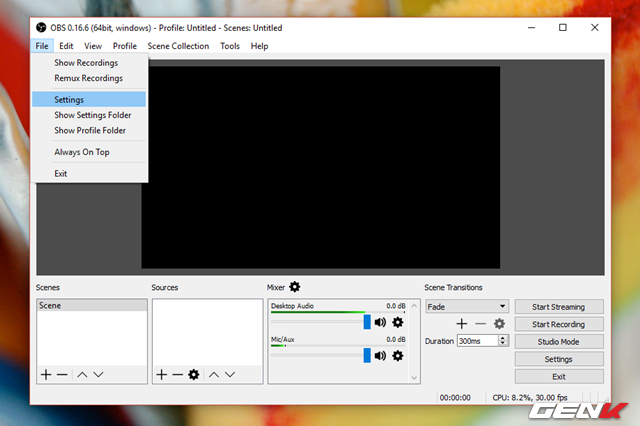 OBS 0.16.6 (64bit, windows) - Profile: Untitled - Scenes: Untitled
File Edit View Profile Scene Collection Tools Help
Show Recordings
Remux Recordings
Settings
Show Settings Folder
Show Profile Folder
Always On Top
Exit
Scenes
Scene
Sources
Mixer
Desktop Audio 0.0 dB
Mic/Aux 0.0 dB
Scene Transitions
Fade
Duration 300ms
Start Streaming
Start Recording
Studio Mode
Settings
Exit
00:00:00 CPU: 8.2%, 30.00 fps
GENK